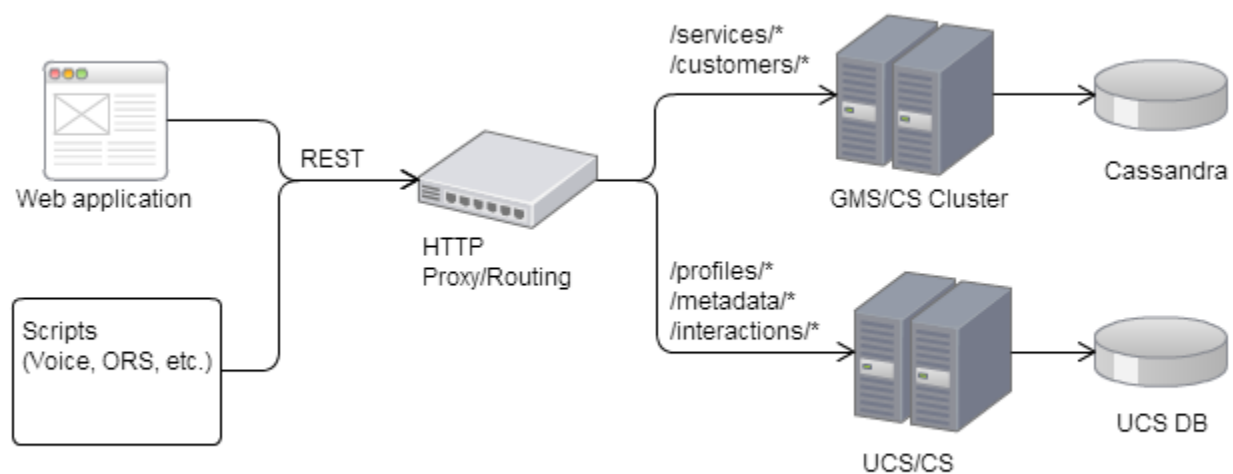 /services/*
/customers/*
REST
Web application
HTTP
Proxy/Routing
GMS/CS Cluster
Cassandra
/profiles/*
/metadata/*
/interactions/*
Scripts
(Voice, ORS, etc.)
UCS/CS
UCS DB